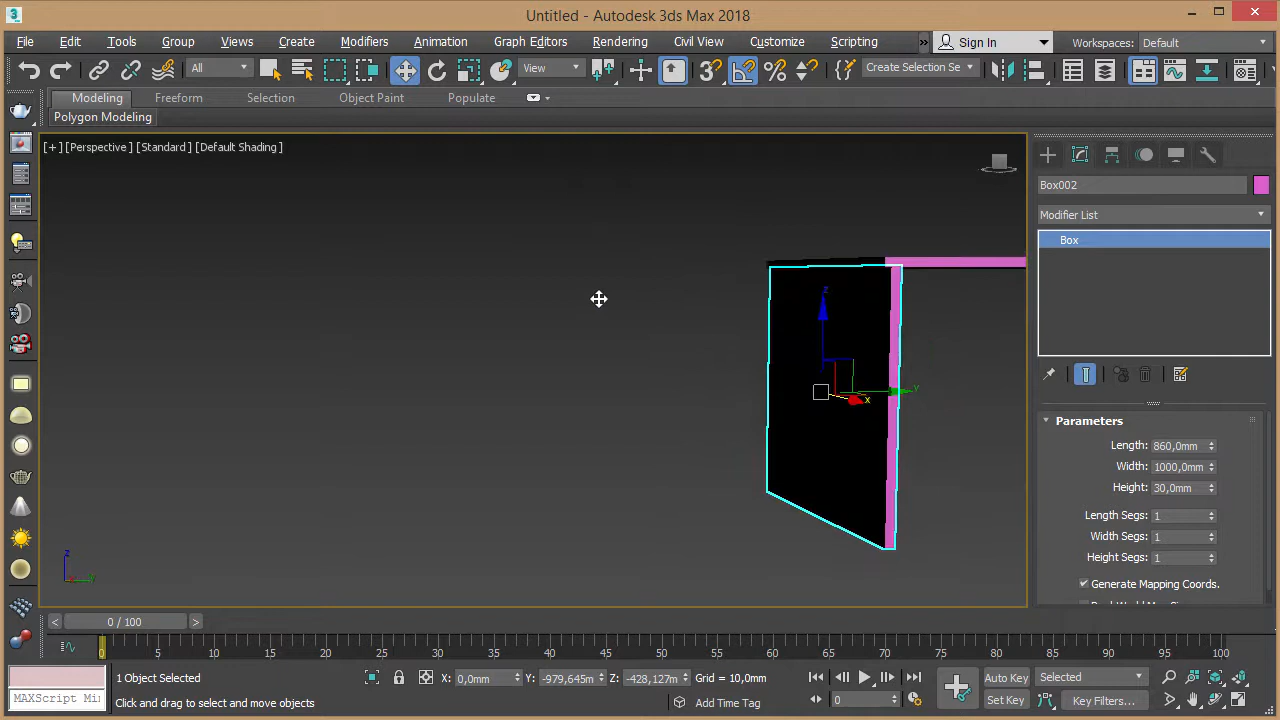 Untitled - Autodesk 3ds Max 2018
File Edit Tools Group Views Create Modifiers Animation Graph Editors Rendering Civil View Customize Scripting » Sign In Workspaces: Default
All View Create Selection Se
Modeling Freeform Selection Object Paint Populate
Polygon Modeling
[+] [Perspective ] [Standard ] [Default Shading ]
Box002
Modifier List
Box
z
y
x
Parameters
Length: 860,0mm
Width: 1000,0mm
Height: 30,0mm
Length Segs: 1
Width Segs: 1
Height Segs: 1
Generate Mapping Coords.
z
0 / 100
0 5 10 15 20 25 30 35 40 45 50 55 60 65 70 75 80 85 90 95 100
1 Object Selected X: 0,0mm Y: -979,645m Z: -428,127m Grid = 10,0mm Auto Key Selected
MAXScript Mi Click and drag to select and move objects Add Time Tag 0 Set Key Key Filters...